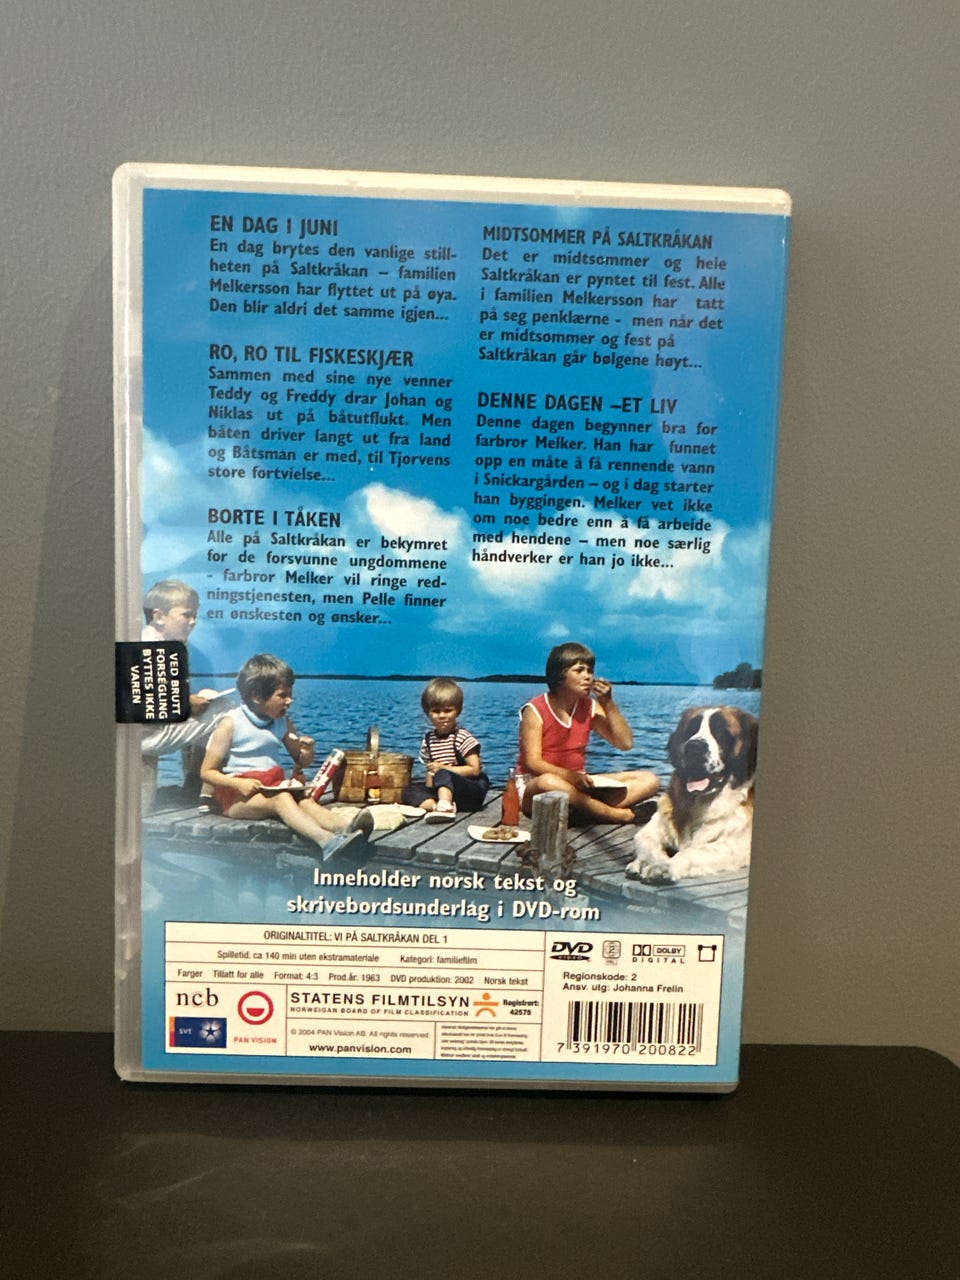 EN DAG I JUNI
En dag brytes den vanlige still-
heten på Saltkråkan – familien
Melkersson har flyttet ut på øya.
Den blir aldri det samme igjen...
RO, RO TIL FISKESKJÆR
Sammen med sine nye venner
Teddy og Freddy drar Johan og
Niklas ut på båtutflukt. Men
båten driver langt ut fra land
og Båtsman er med, til Tjorvens
store fortvielse...
BORTE I TÅKEN
Alle på Saltkråkan er bekymret
for de forsvunne ungdommene
- farbror Melker vil ringe red-
ningstjenesten, men Pelle finner
en ønskesten og ønsker...
MIDTSOMMER PÅ SALTKRÅKAN
Det er midtsommer og hele
Saltkråkan er pyntet til fest. Alle
i familien Melkersson har tatt
på seg penklærne - men når det
er midtsommer og fest på
Saltkråkan går bølgene høyt...
DENNE DAGEN –ET LIV
Denne dagen begynner bra for
farbror Melker. Han har funnet
opp en måte å få rennende vann
i Snickargården – og i dag starter
han byggingen. Melker vet ikke
om noe bedre enn å få arbeide
med hendene – men noe særlig
håndverker er han jo ikke...
VED BRUTT
FORSEGLING
BYTTES IKKE
VAREN
Inneholder norsk tekst og
skrivebordsunderlag i DVD-rom
ORIGINALTITEL: VI PÅ SALTKRÅKAN DEL 1
Spilletid: ca 140 min uten ekstramateriale Kategori: familiefilm
Farger Tillatt for alle Format: 4:3 Prod.år: 1963 DVD produktion: 2002 Norsk tekst
ncb
svt
PAN VISION
STATENS FILMTILSYN
NORWEGIAN BOARD OF FILM CLASSIFICATION
Registrert:
42575
© 2004 PAN Vision AB. All rights reserved.
www.panvision.com
DVD
VIDEO
2
DOLBY
DIGITAL
Regionskode: 2
Ansv. utg: Johanna Frelin
7 391970 200822